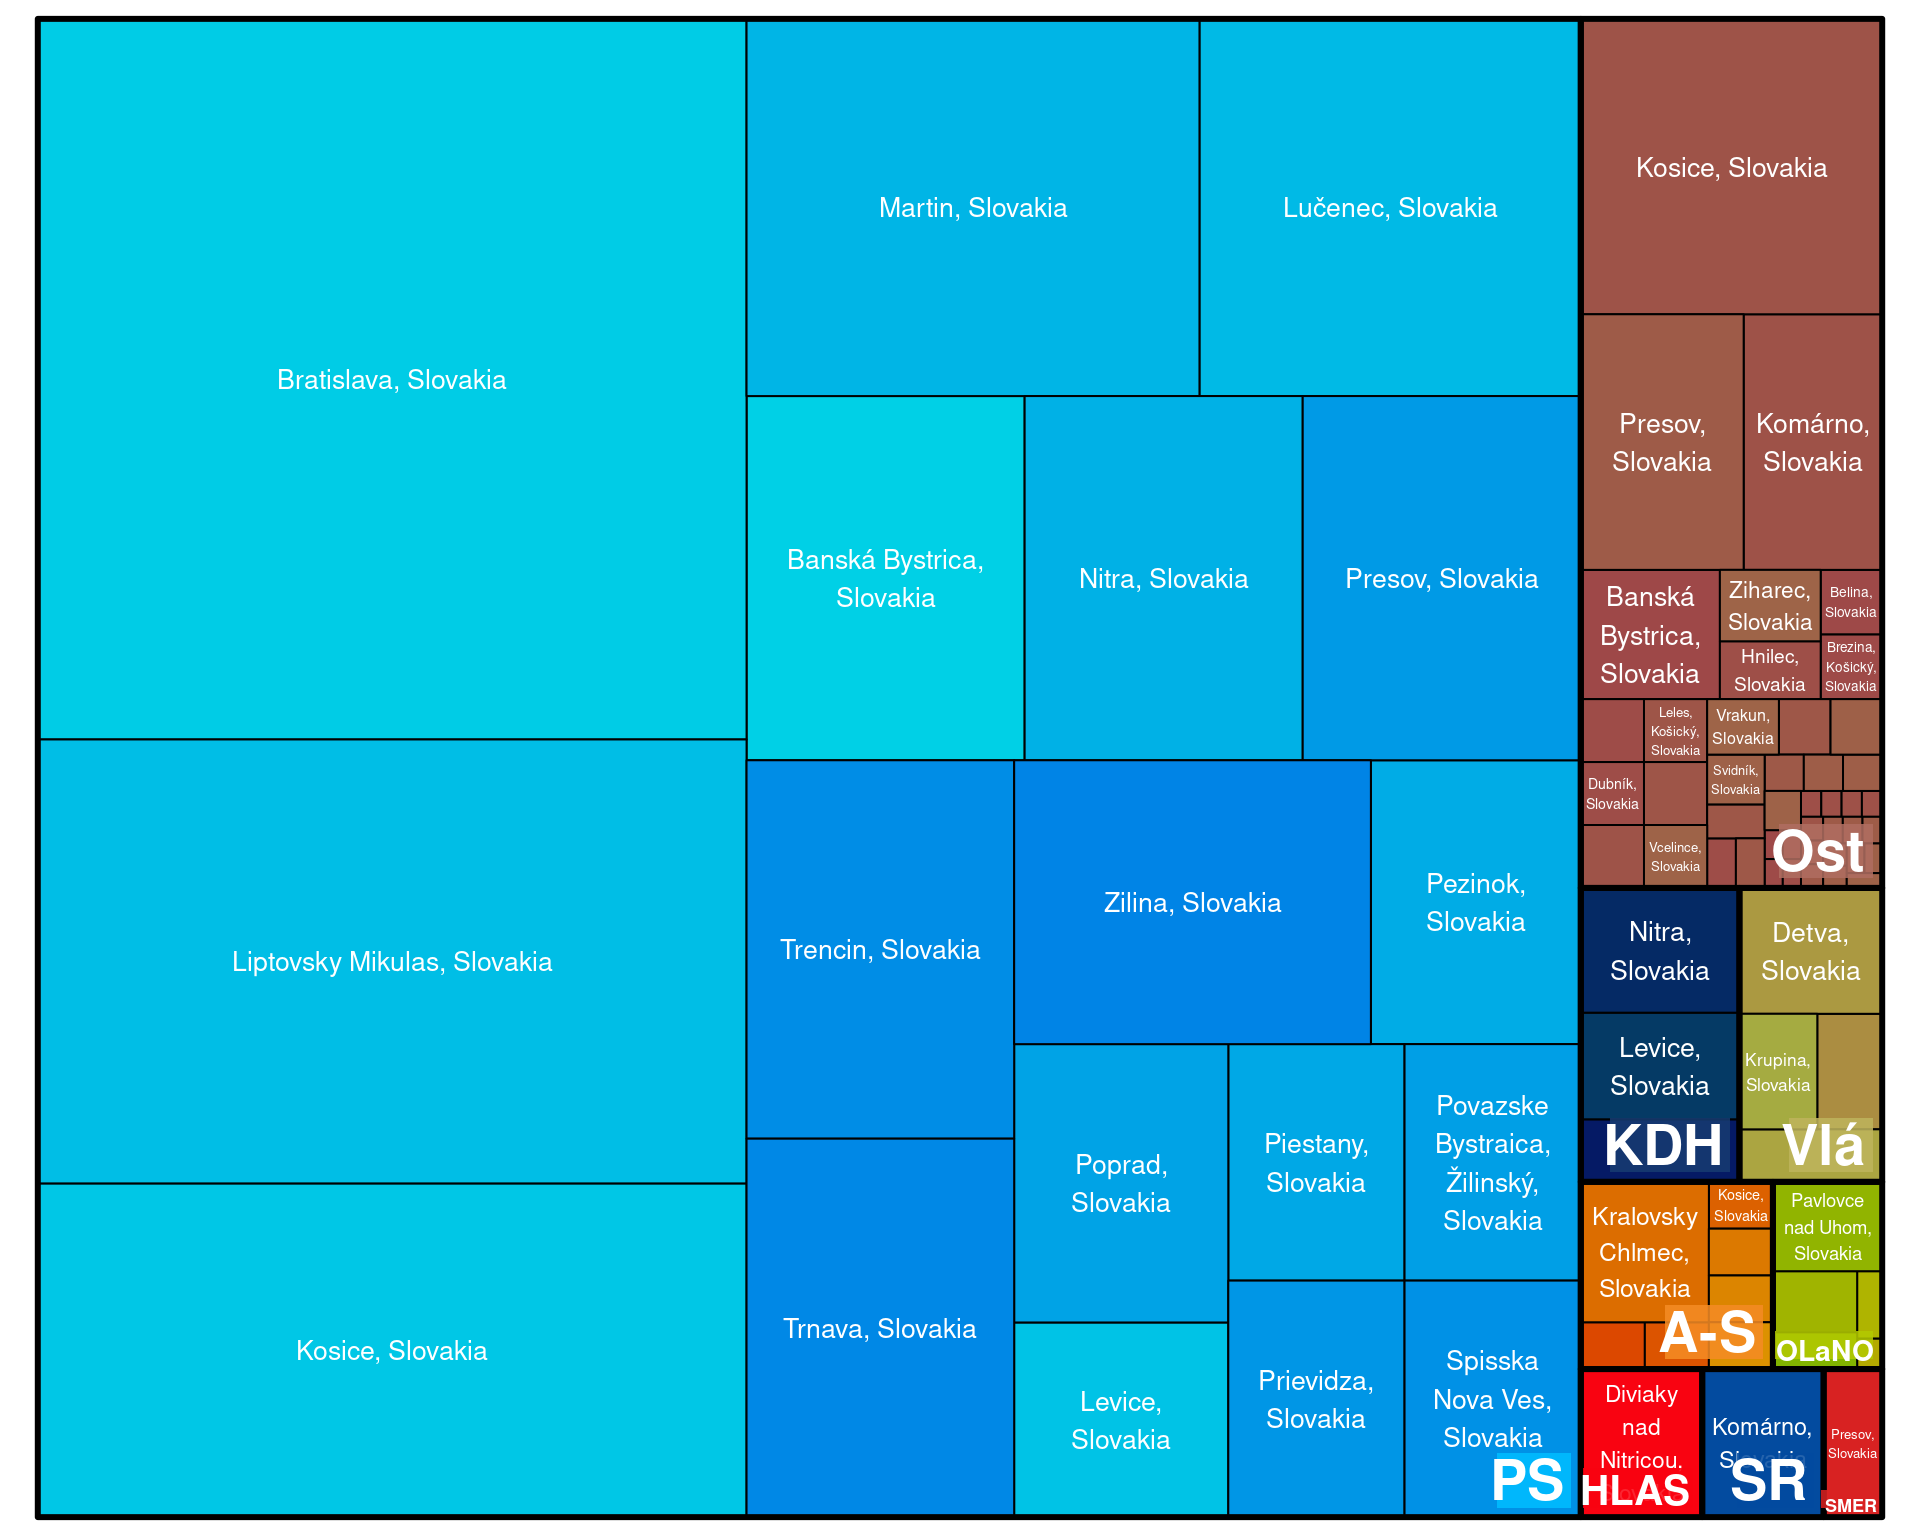 Bratislava, Slovakia
Liptovsky Mikulas, Slovakia
Kosice, Slovakia
Martin, Slovakia
Lučenec, Slovakia
Banská Bystrica,
Slovakia
Nitra, Slovakia
Presov, Slovakia
Trencin, Slovakia
Trnava, Slovakia
Zilina, Slovakia
Pezinok,
Slovakia
Poprad,
Slovakia
Levice,
Slovakia
Piestany,
Slovakia
Povazske
Bystraica,
Žilinský,
Slovakia
Prievidza,
Slovakia
Spisska
Nova Ves,
Slovakia
PS
Kosice, Slovakia
Presov,
Slovakia
Komárno,
Slovakia
Banská
Bystrica,
Slovakia
Ziharec,
Slovakia
Hnilec,
Slovakia
Belina,
Slovakia
Brezina,
Košický,
Slovakia
Leles,
Košický,
Slovakia
Vrakun,
Slovakia
Dubník,
Slovakia
Svidník,
Slovakia
Vcelince,
Slovakia
Ost
Nitra,
Slovakia
Levice,
Slovakia
KDH
Detva,
Slovakia
Krupina,
Slovakia
Vlá
Kralovsky
Chlmec,
Slovakia
Kosice,
Slovakia
A-S
Pavlovce
nad Uhom,
Slovakia
OLaNO
Diviaky
nad
Nitricou.
HLAS
Komárno,
Slovakia
SR
Presov,
Slovakia
SMER